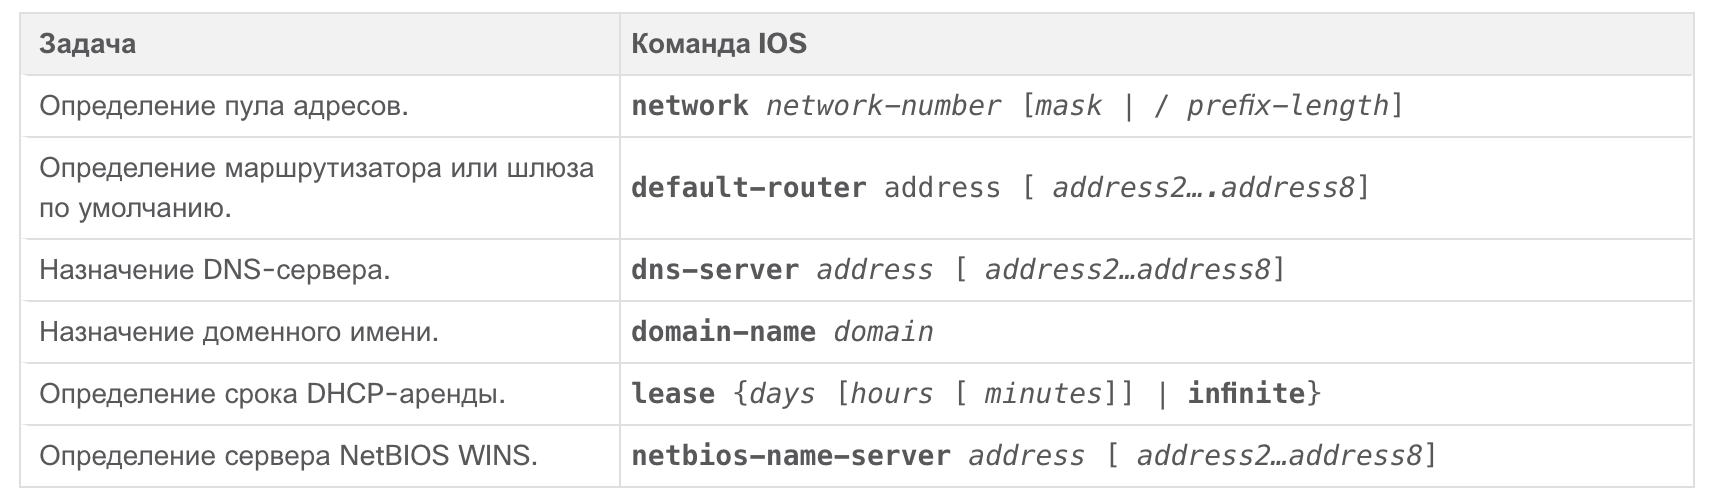 Задача
Команда IOS
Определение пула адресов.
network network-number [mask | / prefix-length]
Определение маршрутизатора или шлюза
по умолчанию.
default-router address [ address2….address8]
Назначение DNS-сервера.
dns-server address [ address2…address8]
Назначение доменного имени.
domain-name domain
Определение срока DHCP-аренды.
lease {days [hours [ minutes]] | infinite}
Определение сервера NetBIOS WINS.
netbios-name-server address [ address2…address8]